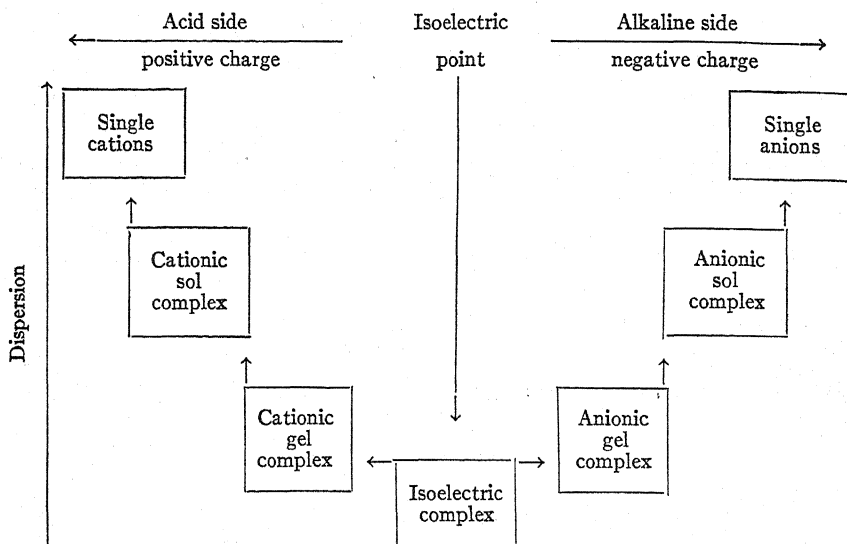 Acid side
positive charge
Isoelectric
point
Alkaline side
negative charge
Dispersion
Single
cations
Single
anions
Cationic
sol
complex
Anionic
sol
complex
Cationic
gel
complex
Anionic
gel
complex
Isoelectric
complex